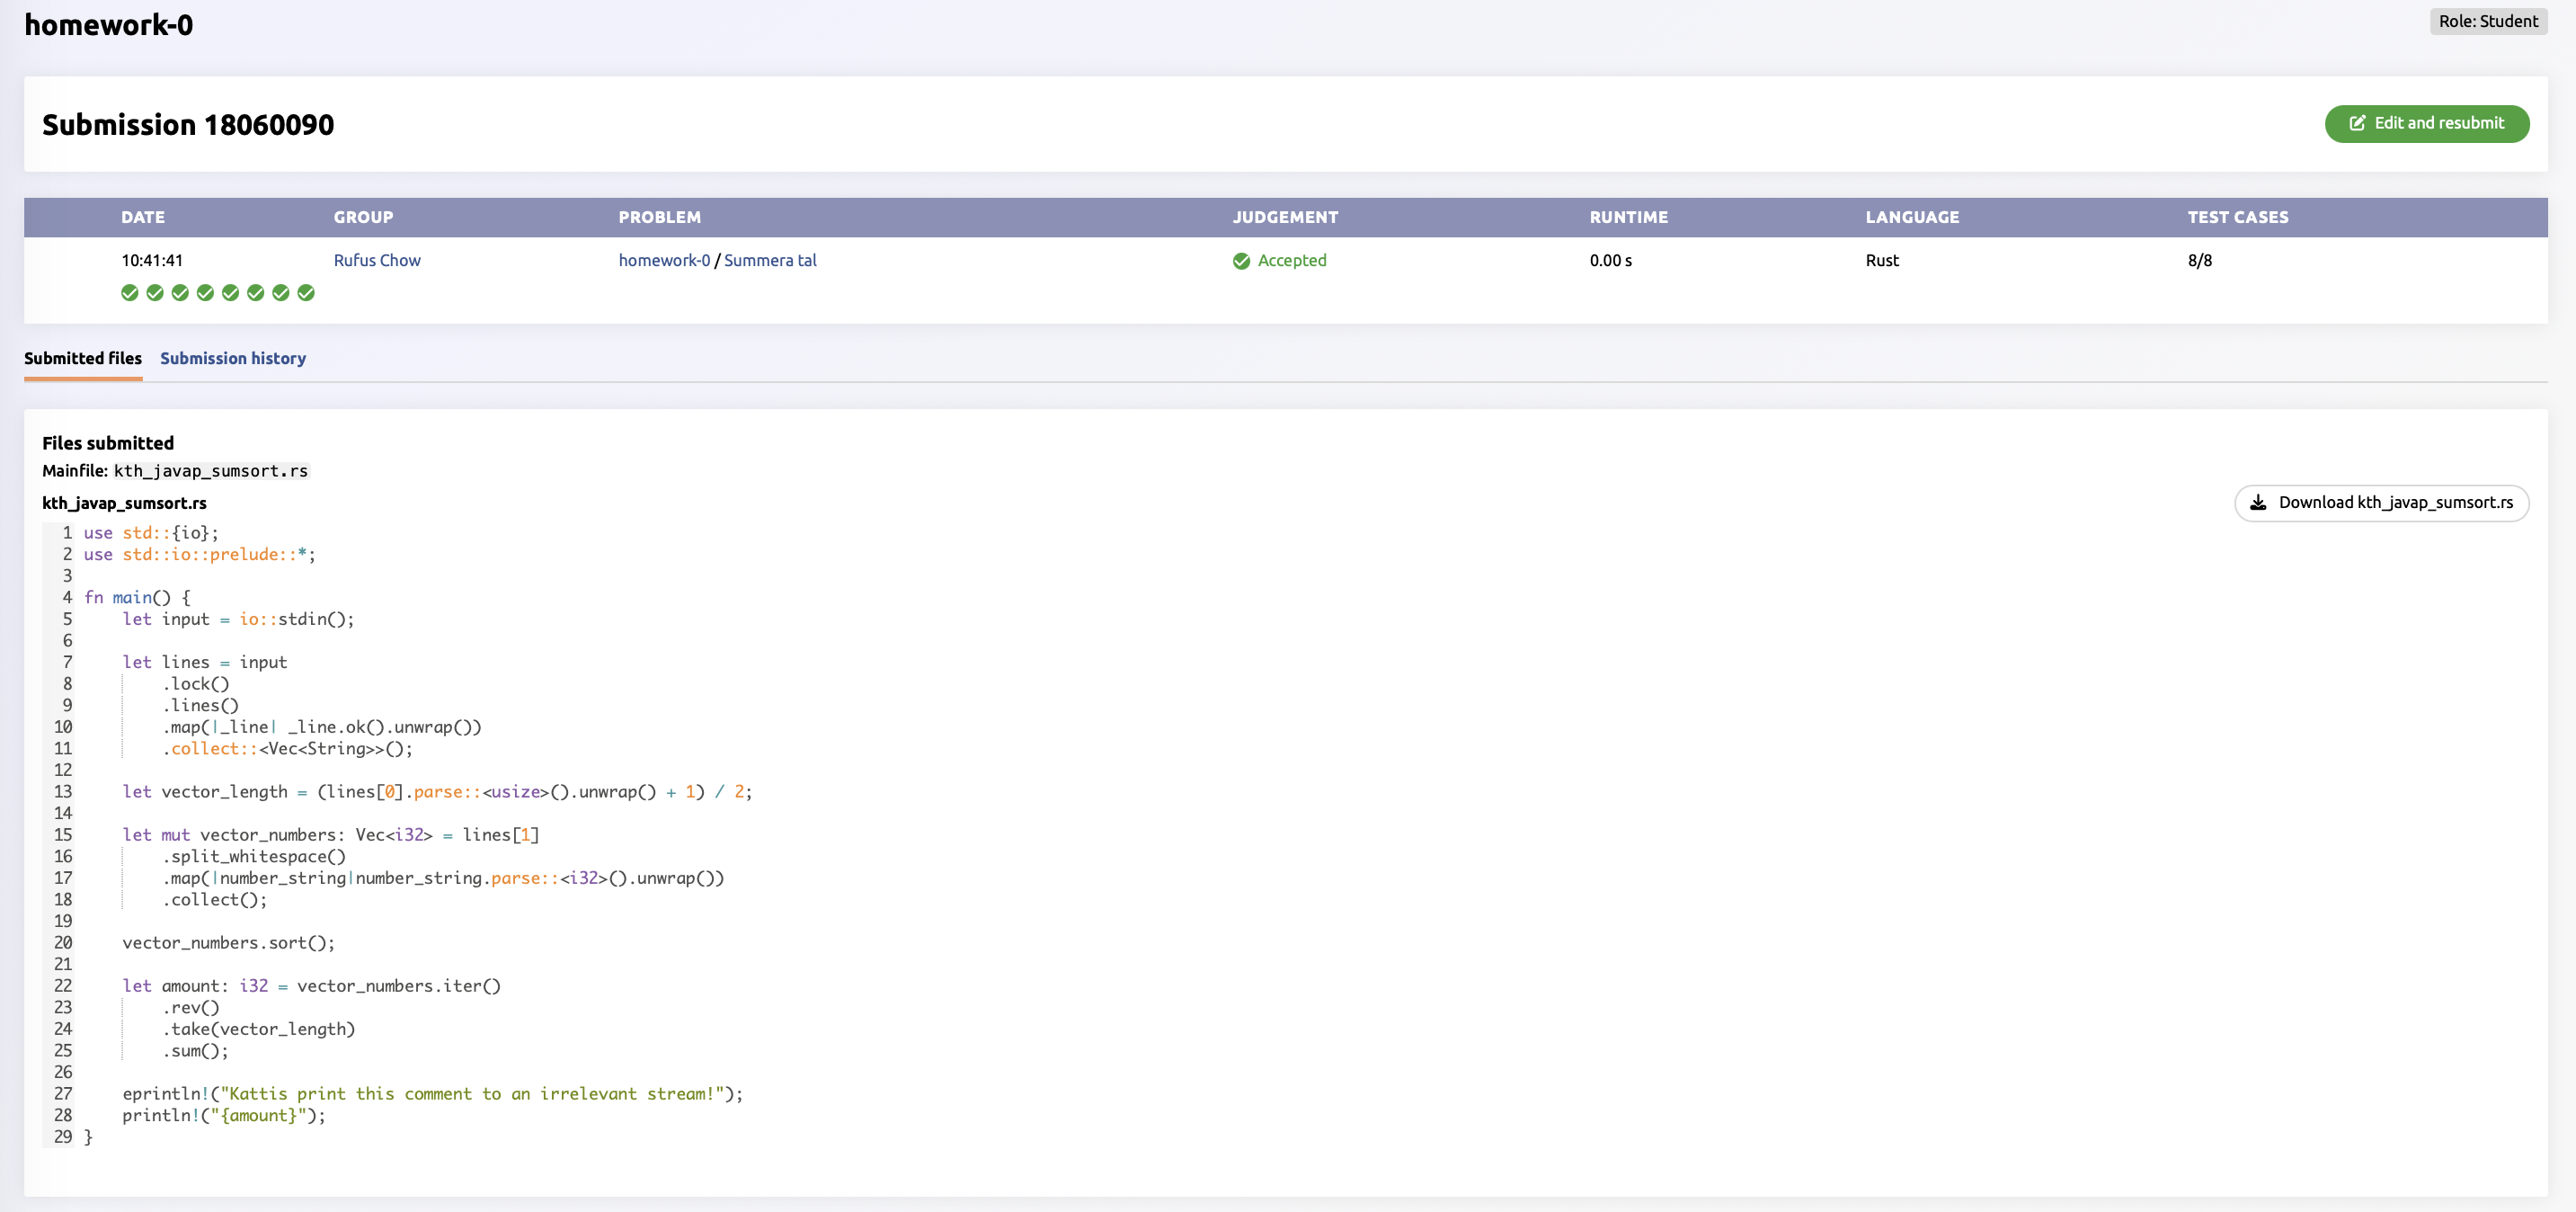 homework-0
Role: Student
Submission 18060090
Edit and resubmit
DATE GROUP PROBLEM JUDGEMENT RUNTIME LANGUAGE TEST CASES
10:41:41 Rufus Chow homework-0 / Summera tal Accepted 0.00 s Rust 8/8
Submitted files Submission history
Files submitted
Mainfile: kth_javap_sumsort.rs
kth_javap_sumsort.rs
Download kth_javap_sumsort.rs
1 use std::{io};
2 use std::io::prelude::*;
3
4 fn main() {
5     let input = io::stdin();
6
7     let lines = input
8         .lock()
9         .lines()
10         .map(|_line| _line.ok().unwrap())
11         .collect::<Vec<String>>();
12
13     let vector_length = (lines[0].parse::<usize>().unwrap() + 1) / 2;
14
15     let mut vector_numbers: Vec<i32> = lines[1]
16         .split_whitespace()
17         .map(|number_string|number_string.parse::<i32>().unwrap())
18         .collect();
19
20     vector_numbers.sort();
21
22     let amount: i32 = vector_numbers.iter()
23         .rev()
24         .take(vector_length)
25         .sum();
26
27     eprintln!("Kattis print this comment to an irrelevant stream!");
28     println!("{amount}");
29 }